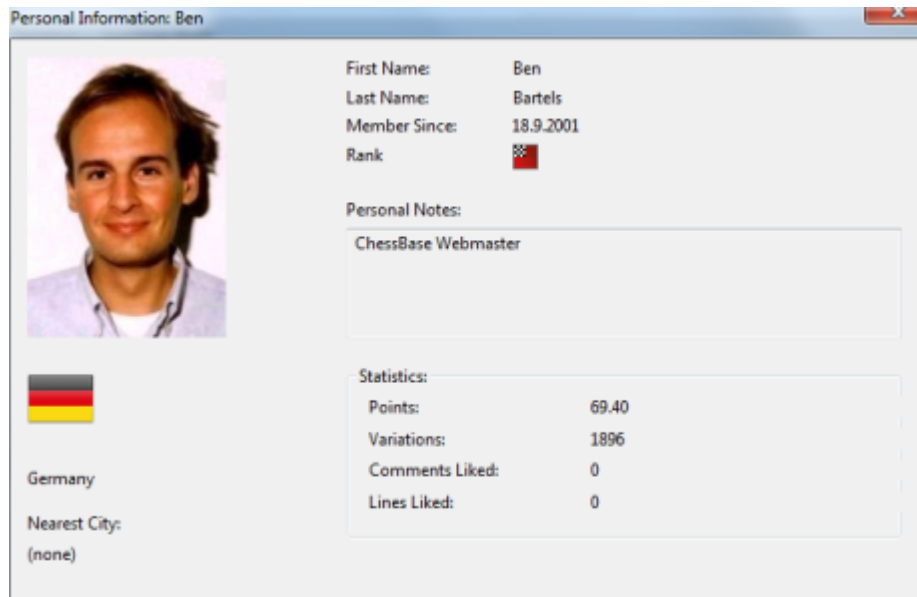 Personal Information: Ben
First Name: Ben
Last Name: Bartels
Member Since: 18.9.2001
Rank
Personal Notes:
ChessBase Webmaster
Statistics:
Points: 69.40
Variations: 1896
Comments Liked: 0
Lines Liked: 0
Germany
Nearest City:
(none)